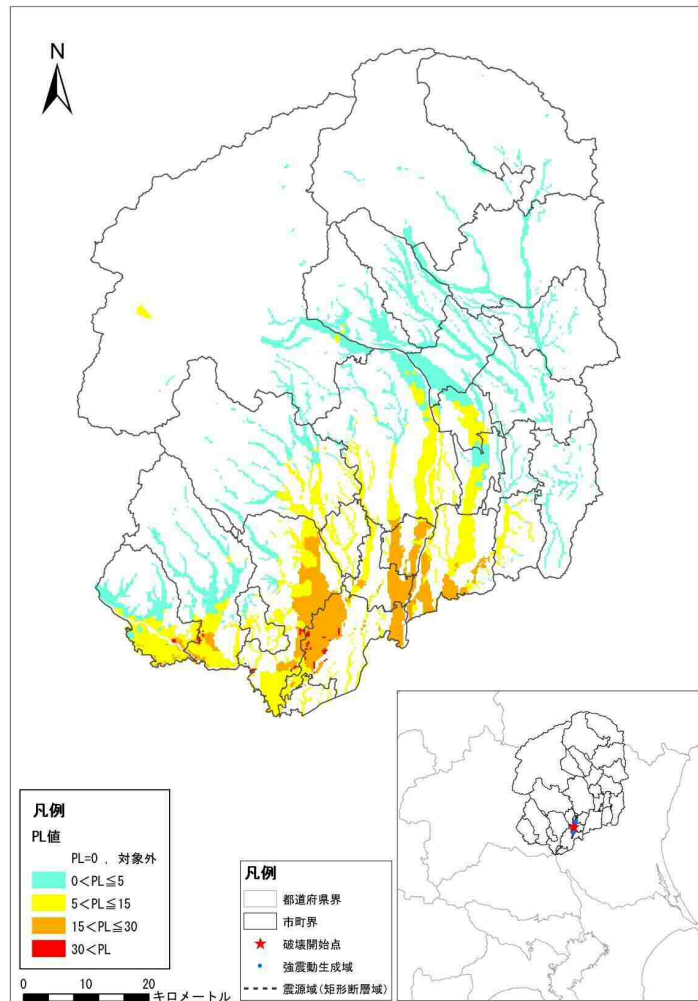 N
凡例
PL値
PL=0 , 対象外
0<PL≦5
5<PL≦15
15<PL≦30
30<PL
0 10 20
キロメートル
凡例
都道府県界
市町界
破壊開始点
強震動生成域
震源域(矩形断層域)